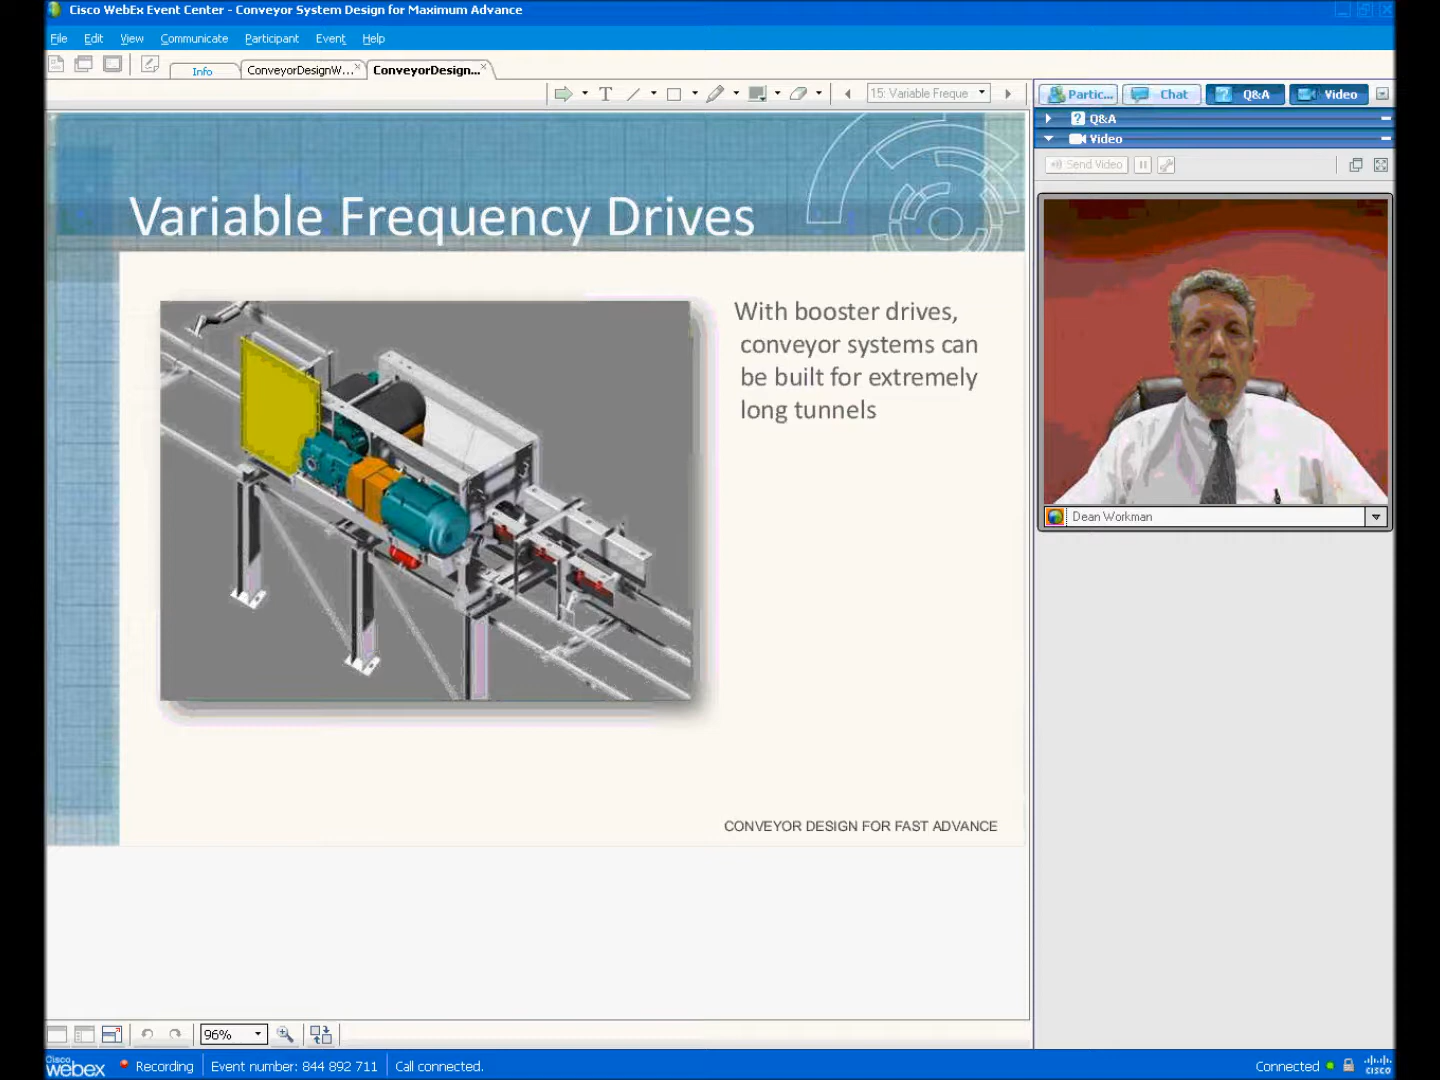 Cisco WebEx Event Center - Conveyor System Design for Maximum Advance
File Edit View Communicate Participant Event Help
Info ConveyorDesignW... ConveyorDesign...
15: Variable Freque
Partic... Chat Q&A Video
Q&A
Video
Send Video
Variable Frequency Drives
With booster drives,
conveyor systems can
be built for extremely
long tunnels
Dean Workman
CONVEYOR DESIGN FOR FAST ADVANCE
96%
Cisco webex Recording Event number: 844 892 711 Call connected. Connected CISCO